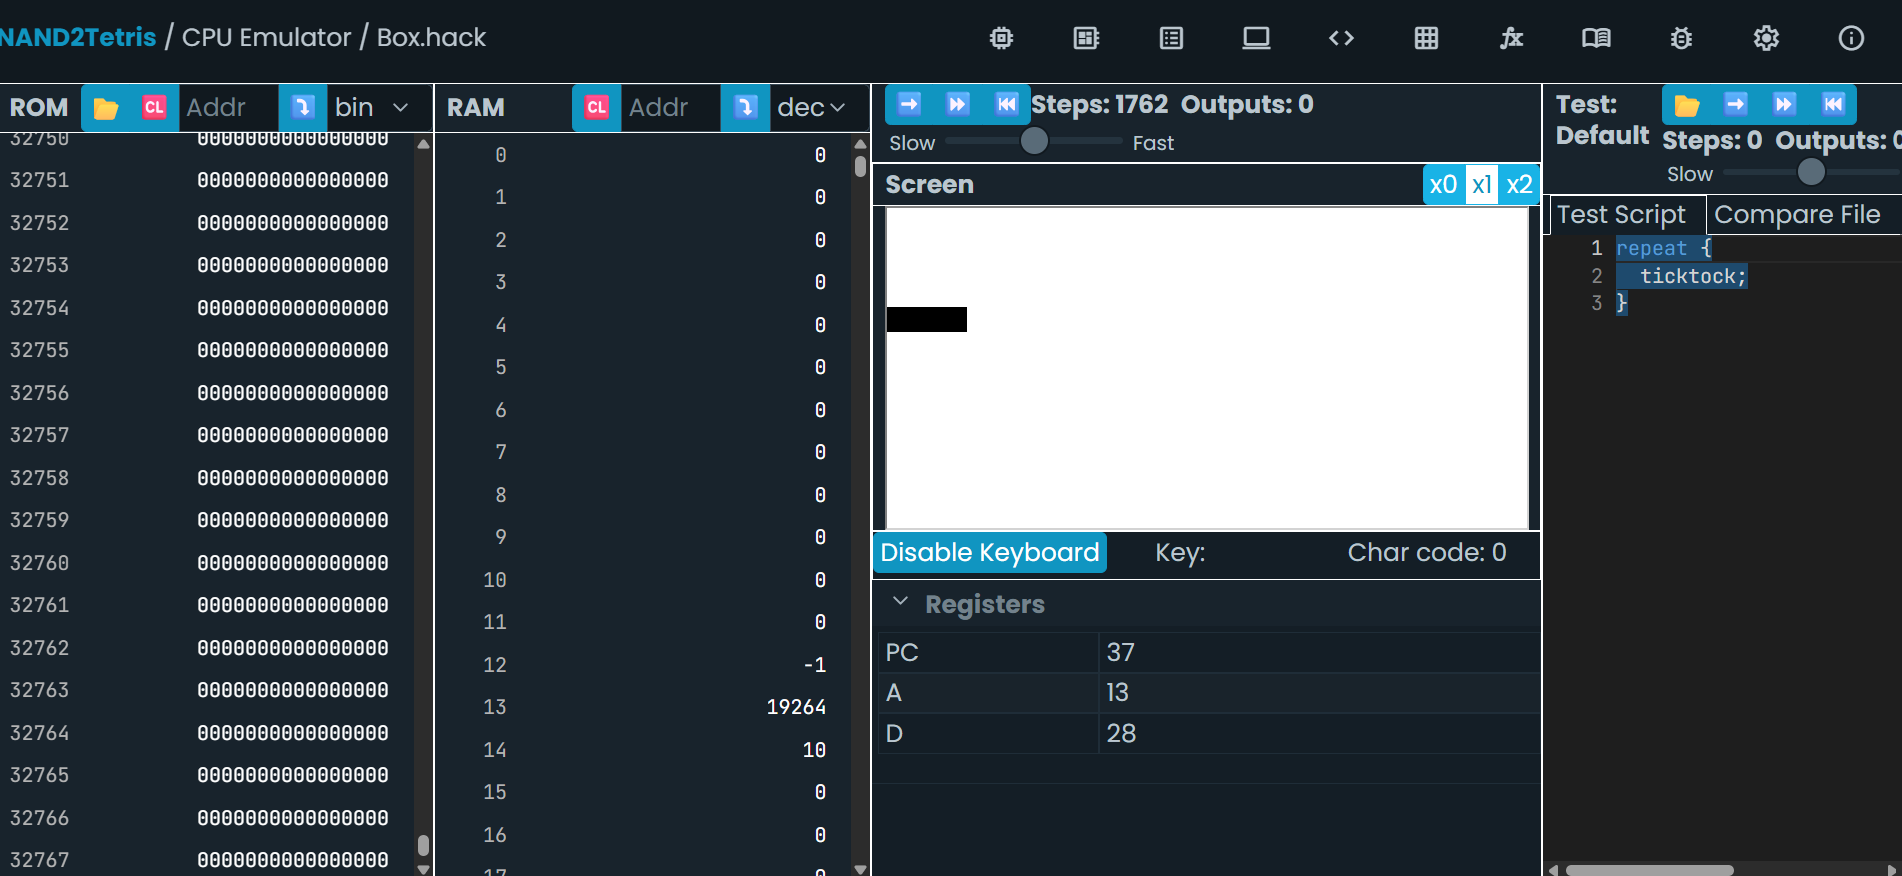 NAND2Tetris / CPU Emulator / Box.hack
ROM CL Addr bin
32750 0000000000000000
32751 0000000000000000
32752 0000000000000000
32753 0000000000000000
32754 0000000000000000
32755 0000000000000000
32756 0000000000000000
32757 0000000000000000
32758 0000000000000000
32759 0000000000000000
32760 0000000000000000
32761 0000000000000000
32762 0000000000000000
32763 0000000000000000
32764 0000000000000000
32765 0000000000000000
32766 0000000000000000
32767 0000000000000000
RAM CL Addr dec
0 0
1 0
2 0
3 0
4 0
5 0
6 0
7 0
8 0
9 0
10 0
11 0
12 -1
13 19264
14 10
15 0
16 0
17 0
Steps: 1762 Outputs: 0
Slow Fast
Screen x0 x1 x2
Disable Keyboard Key: Char code: 0
Registers
PC 37
A 13
D 28
Test:
Default
Steps: 0 Outputs: 0
Slow
Test Script Compare File
1 repeat {
2 ticktock;
3 }